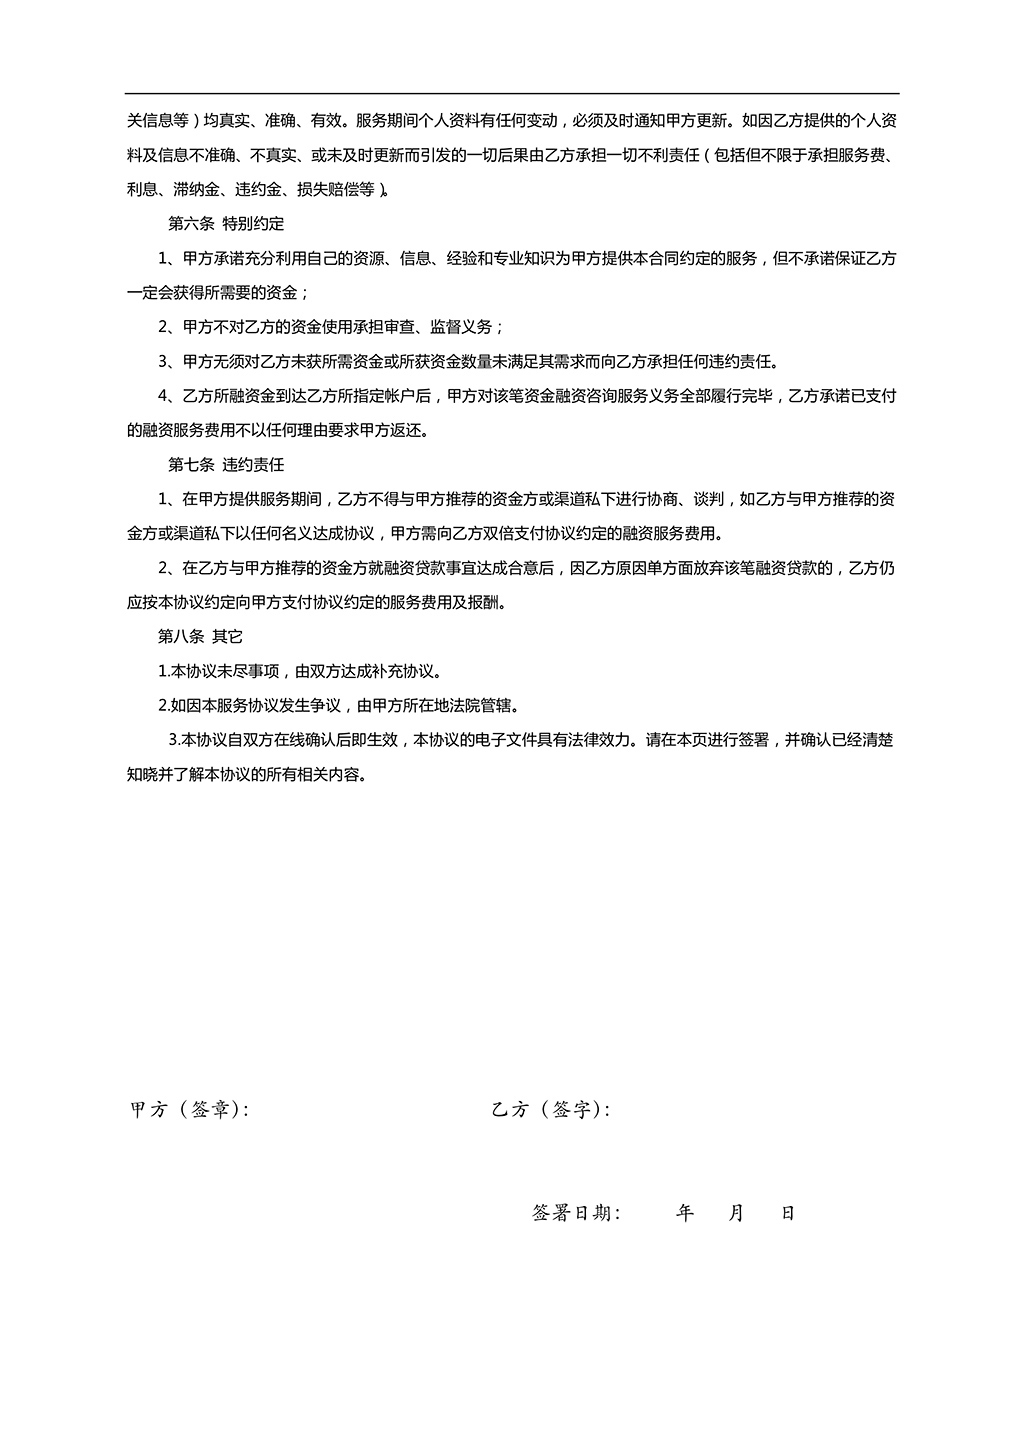 关信息等）均真实、准确、有效。服务期间个人资料有任何变动，必须及时通知甲方更新。如因乙方提供的个人资
料及信息不准确、不真实、或未及时更新而引发的一切后果由乙方承担一切不利责任（包括但不限于承担服务费、
利息、滞纳金、违约金、损失赔偿等）。
第六条 特别约定
1、甲方承诺充分利用自己的资源、信息、经验和专业知识为甲方提供本合同约定的服务，但不承诺保证乙方
一定会获得所需要的资金；
2、甲方不对乙方的资金使用承担审查、监督义务；
3、甲方无须对乙方未获所需资金或所获资金数量未满足其需求而向乙方承担任何违约责任。
4、乙方所融资金到达乙方所指定帐户后，甲方对该笔资金融资咨询服务义务全部履行完毕，乙方承诺已支付
的融资服务费用不以任何理由要求甲方返还。
第七条 违约责任
1、在甲方提供服务期间，乙方不得与甲方推荐的资金方或渠道私下进行协商、谈判，如乙方与甲方推荐的资
金方或渠道私下以任何名义达成协议，甲方需向乙方双倍支付协议约定的融资服务费用。
2、在乙方与甲方推荐的资金方就融资贷款事宜达成合意后，因乙方原因单方面放弃该笔融资贷款的，乙方仍
应按本协议约定向甲方支付协议约定的服务费用及报酬。
第八条 其它
1.本协议未尽事项，由双方达成补充协议。
2.如因本服务协议发生争议，由甲方所在地法院管辖。
3.本协议自双方在线确认后即生效，本协议的电子文件具有法律效力。请在本页进行签署，并确认已经清楚
知晓并了解本协议的所有相关内容。
甲方（签章）： 乙方（签字）：
签署日期： 年 月 日